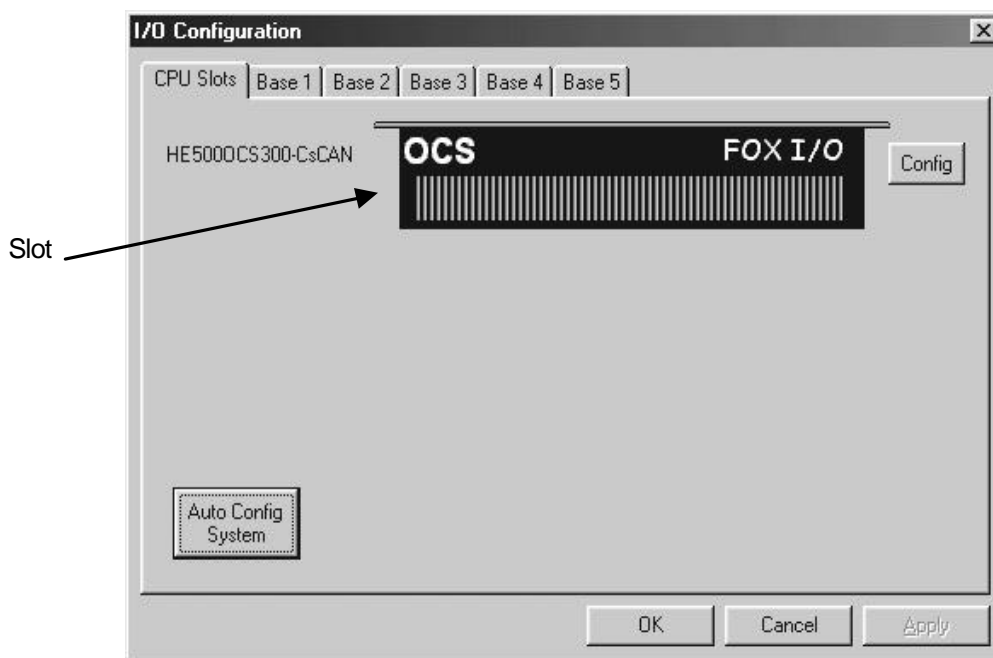 I/O Configuration
CPU Slots Base 1 Base 2 Base 3 Base 4 Base 5
HE500OCS300-CsCAN
OCS FOX I/O
Config
Slot
Auto Config
System
OK Cancel Apply